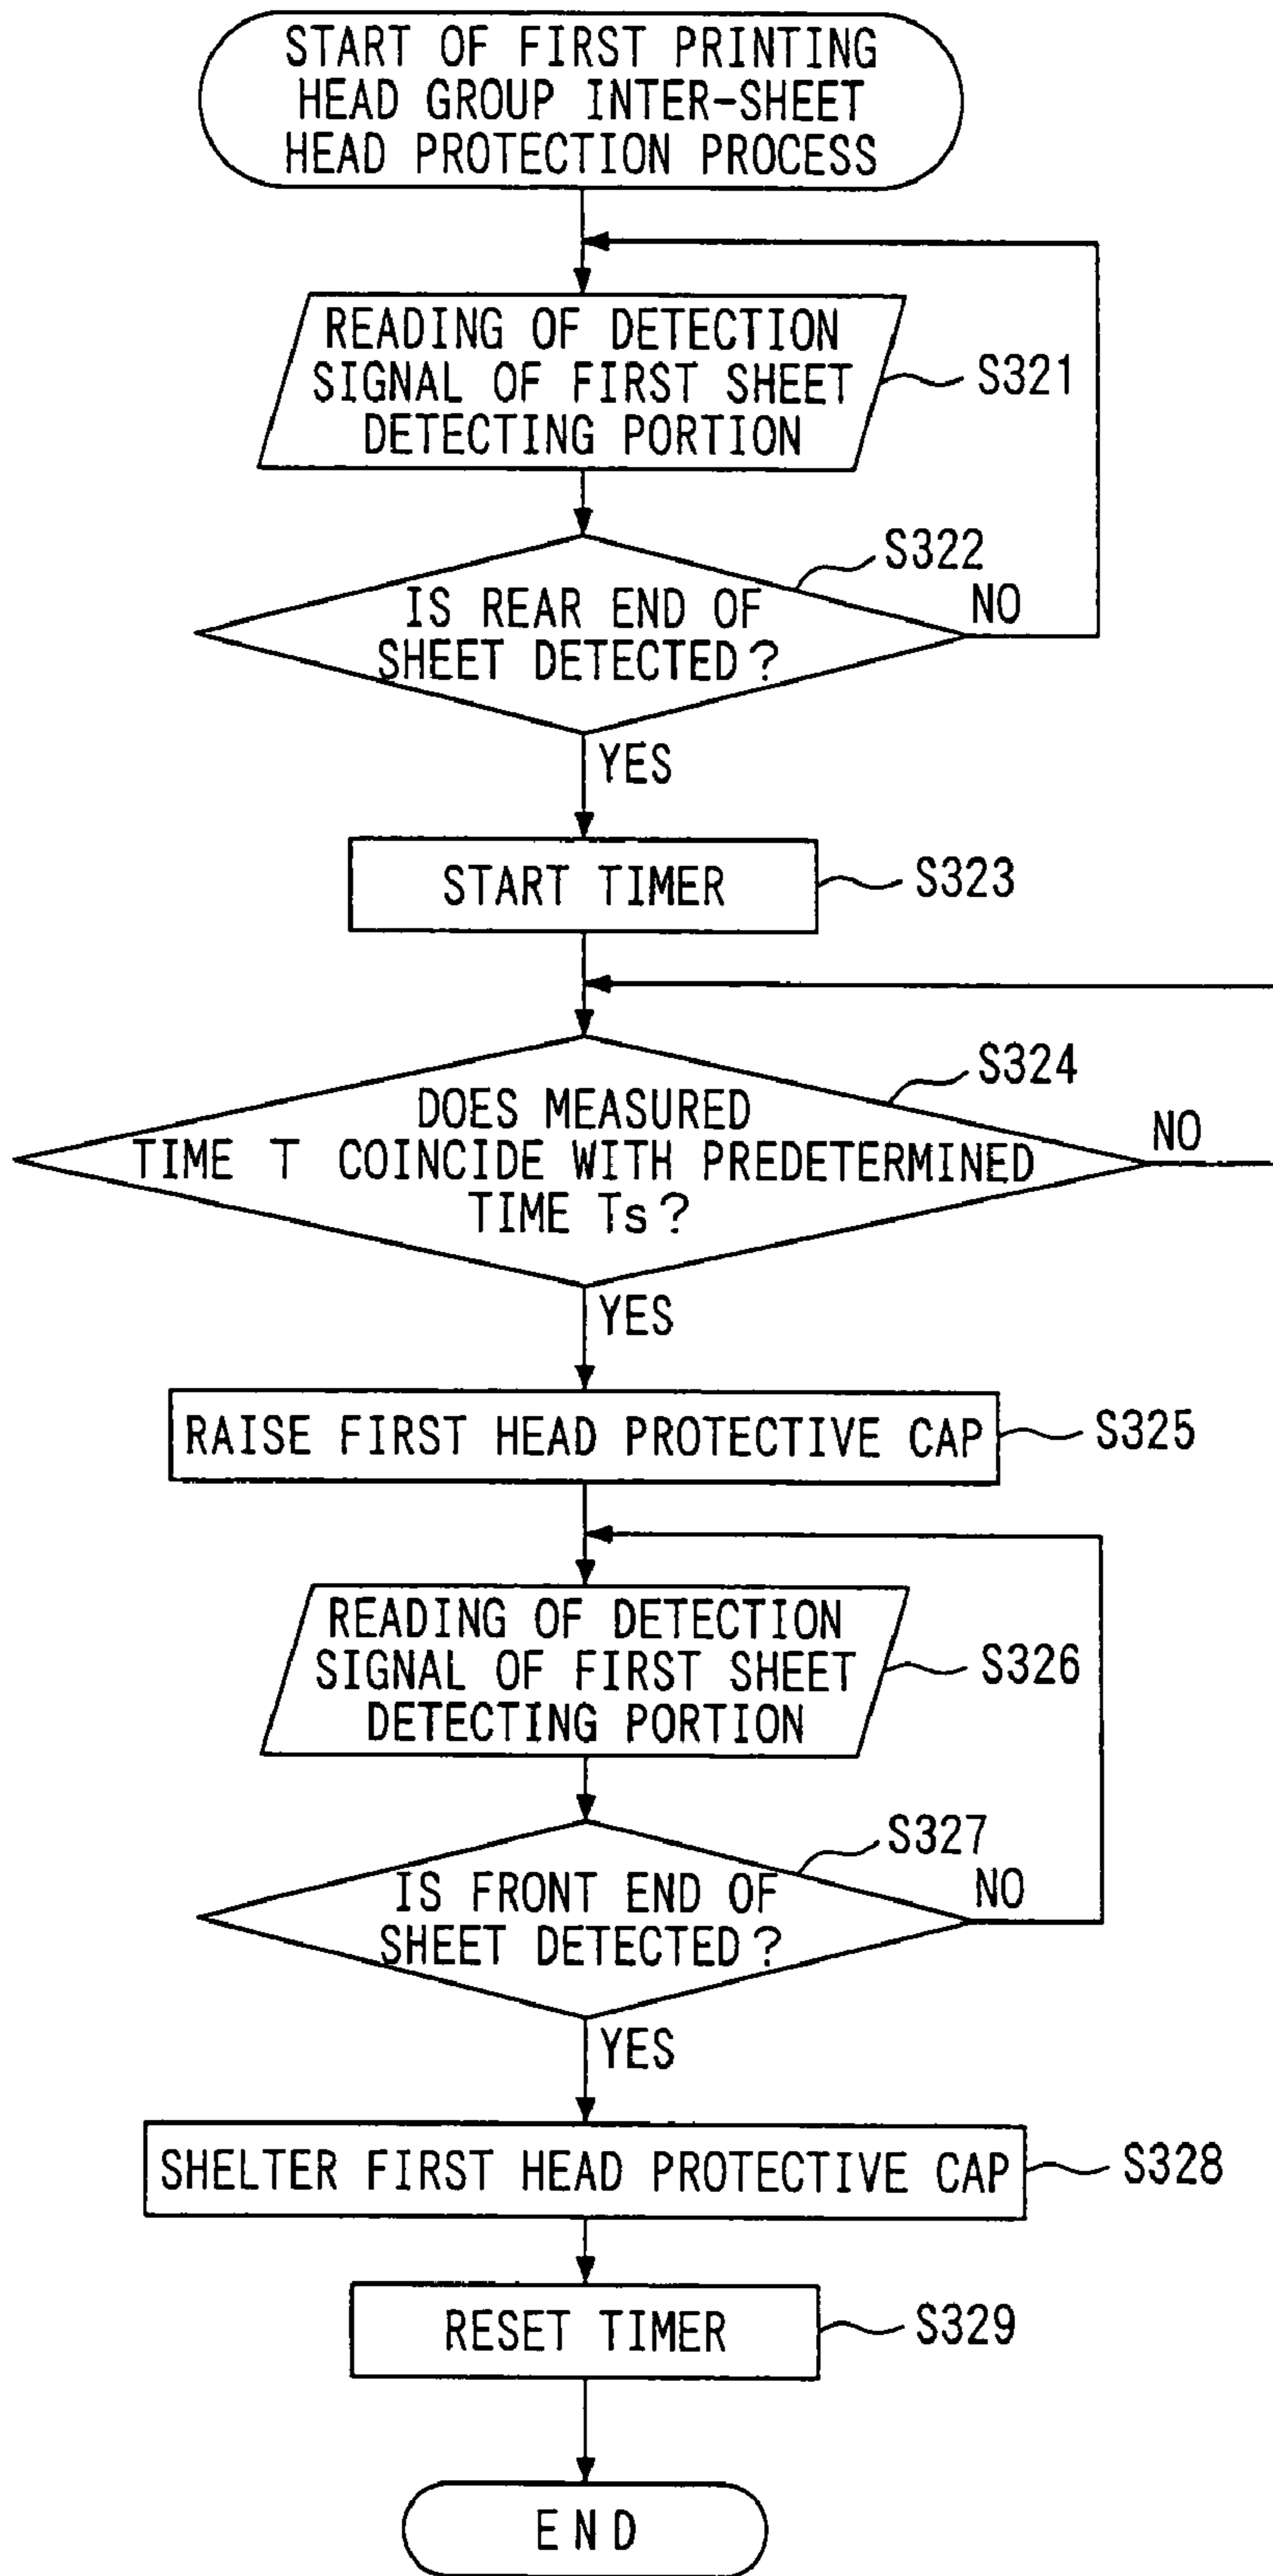 START OF FIRST PRINTING
HEAD GROUP INTER-SHEET
HEAD PROTECTION PROCESS
READING OF DETECTION
SIGNAL OF FIRST SHEET
DETECTING PORTION
S321
S322
IS REAR END OF
SHEET DETECTED?
NO
YES
START TIMER
S323
S324
DOES MEASURED
TIME T COINCIDE WITH PREDETERMINED
TIME Ts?
NO
YES
RAISE FIRST HEAD PROTECTIVE CAP
S325
READING OF DETECTION
SIGNAL OF FIRST SHEET
DETECTING PORTION
S326
S327
IS FRONT END OF
SHEET DETECTED?
NO
YES
SHELTER FIRST HEAD PROTECTIVE CAP
S328
RESET TIMER
S329
END